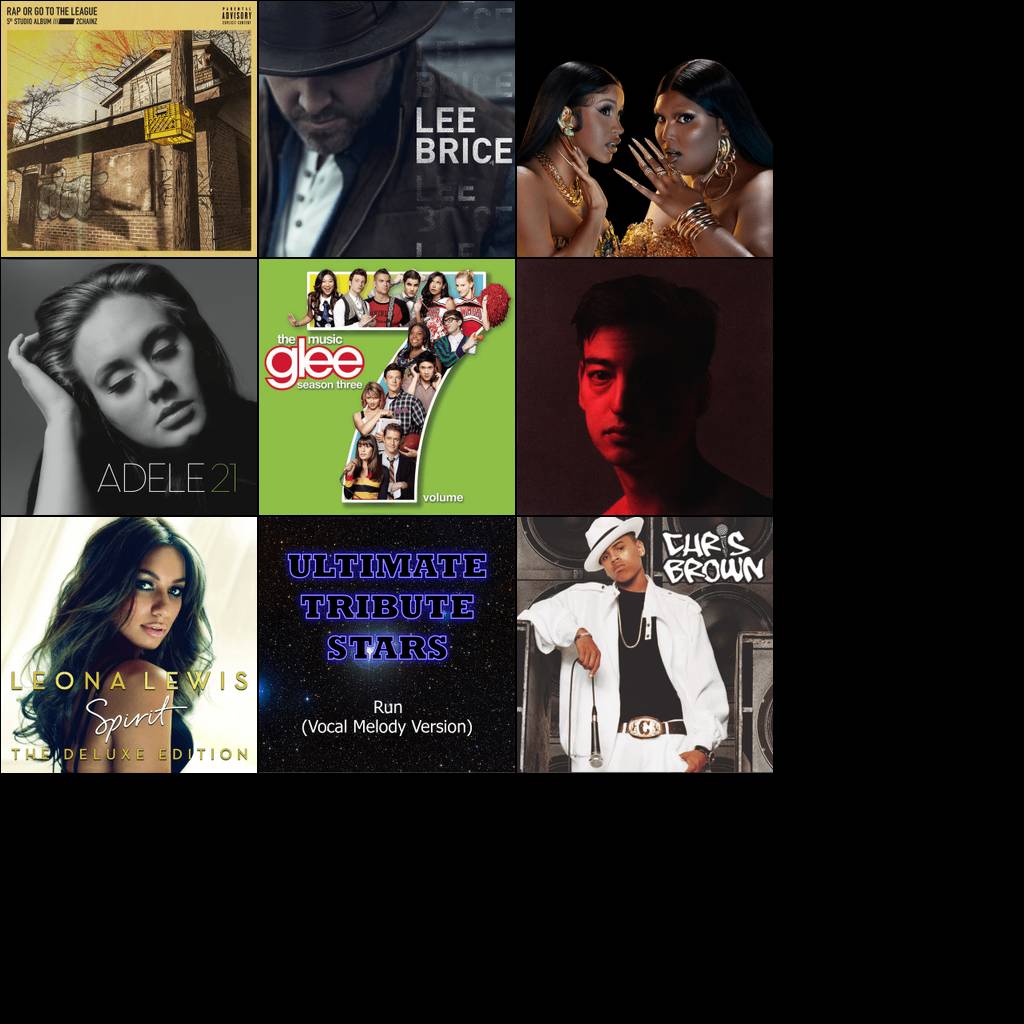 RAP OR GO TO THE LEAGUE
5º STUDIO ALBUM /// 2CHAINZ
PARENTAL
ADVISORY
EXPLICIT CONTENT
LEE
BRICE
ADELE 21
the music
glee
season three
7
volume
LEONA LEWIS
Spirit
THE DELUXE EDITION
ULTIMATE
TRIBUTE
STARS
Run
(Vocal Melody Version)
CHRIS
BROWN
C